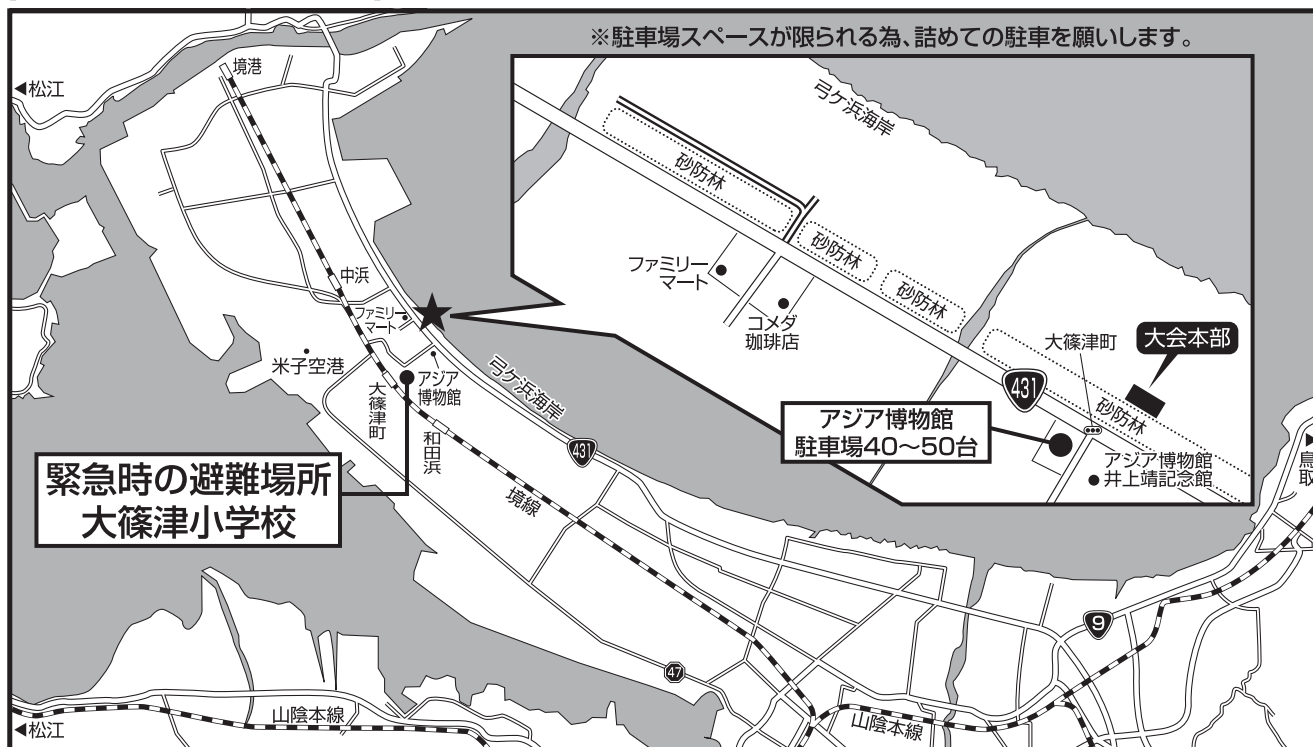 ※駐車場スペースが限られる為、詰めての駐車を願いします。
◀松江
境港
中浜
ファミリー
マート
米子空港
アジア
博物館
大篠津町
和田浜
弓ケ浜海岸
431
境線
緊急時の避難場所
大篠津小学校
47
9
▶鳥取
山陰本線
◀松江
山陰本線
弓ケ浜海岸
砂防林
砂防林
砂防林
ファミリー
マート
コメダ
珈琲店
大篠津町
大会本部
431
砂防林
アジア博物館
駐車場40〜50台
アジア博物館
井上靖記念館